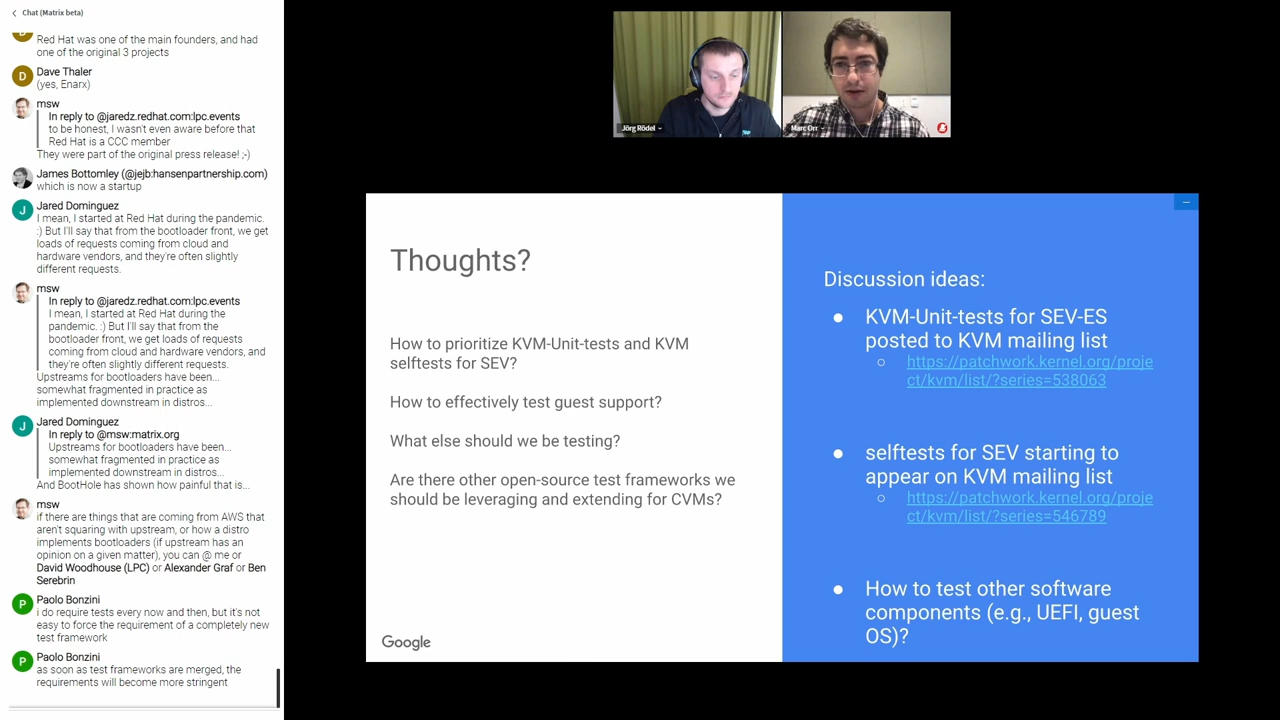 Chat (Matrix beta)
D
Red Hat was one of the main founders, and had
one of the original 3 projects
D
Dave Thaler
(yes, Enarx)
msw
In reply to @jaredz.redhat.com:lpc.events
to be honest, I wasn't even aware before that
Red Hat is a CCC member
They were part of the original press release! ;-)
James Bottomley (@jejb:hansenpartnership.com)
which is now a startup
J
Jared Dominguez
I mean, I started at Red Hat during the pandemic.
:) But I'll say that from the bootloader front, we get
loads of requests coming from cloud and
hardware vendors, and they're often slightly
different requests.
msw
In reply to @jaredz.redhat.com:lpc.events
I mean, I started at Red Hat during the
pandemic. :) But I'll say that from the
bootloader front, we get loads of requests
coming from cloud and hardware vendors, and
they're often slightly different requests.
Upstreams for bootloaders have been...
somewhat fragmented in practice as
implemented downstream in distros...
J
Jared Dominguez
In reply to @msw:matrix.org
Upstreams for bootloaders have been...
somewhat fragmented in practice as
implemented downstream in distros...
And BootHole has shown how painful that is...
msw
if there are things that are coming from AWS that
aren't squaring with upstream, or how a distro
implements bootloaders (if upstream has an
opinion on a given matter), you can @ me or
David Woodhouse (LPC) or Alexander Graf or Ben
Serebrin
P
Paolo Bonzini
i do require tests every now and then, but it's not
easy to force the requirement of a completely new
test framework
P
Paolo Bonzini
as soon as test frameworks are merged, the
requirements will become more stringent
Jörg Rödel
Marc Orr
Thoughts?
How to prioritize KVM-Unit-tests and KVM
selftests for SEV?
How to effectively test guest support?
What else should we be testing?
Are there other open-source test frameworks we
should be leveraging and extending for CVMs?
Google
Discussion ideas:
● KVM-Unit-tests for SEV-ES
posted to KVM mailing list
○ https://patchwork.kernel.org/proje
ct/kvm/list/?series=538063
● selftests for SEV starting to
appear on KVM mailing list
○ https://patchwork.kernel.org/proje
ct/kvm/list/?series=546789
● How to test other software
components (e.g., UEFI, guest
OS)?